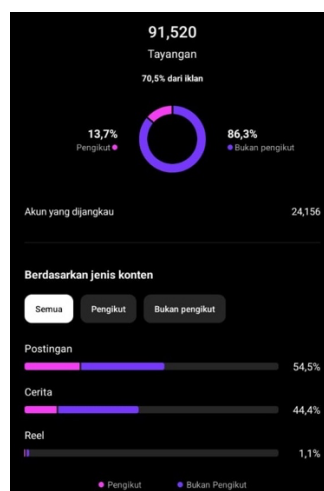 91,520
Tayangan
70,5% dari iklan
13,7%
Pengikut
86,3%
Bukan pengikut
Akun yang dijangkau 24,156
Berdasarkan jenis konten
Semua Pengikut Bukan pengikut
Postingan
54,5%
Cerita
44,4%
Reel
1,1%
Pengikut Bukan Pengikut